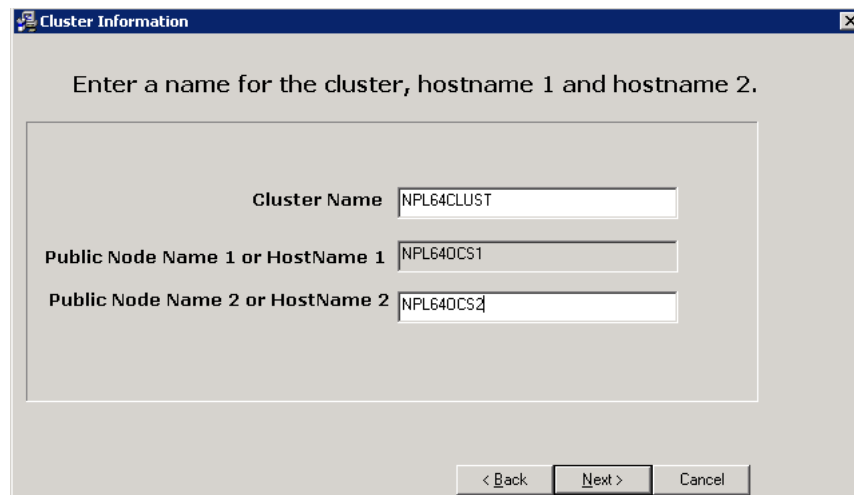 Cluster Information
Enter a name for the cluster, hostname 1 and hostname 2.
Cluster Name NPL64CLUST
Public Node Name 1 or HostName 1 NPL64OCS1
Public Node Name 2 or HostName 2 NPL64OCS2
< Back Next > Cancel